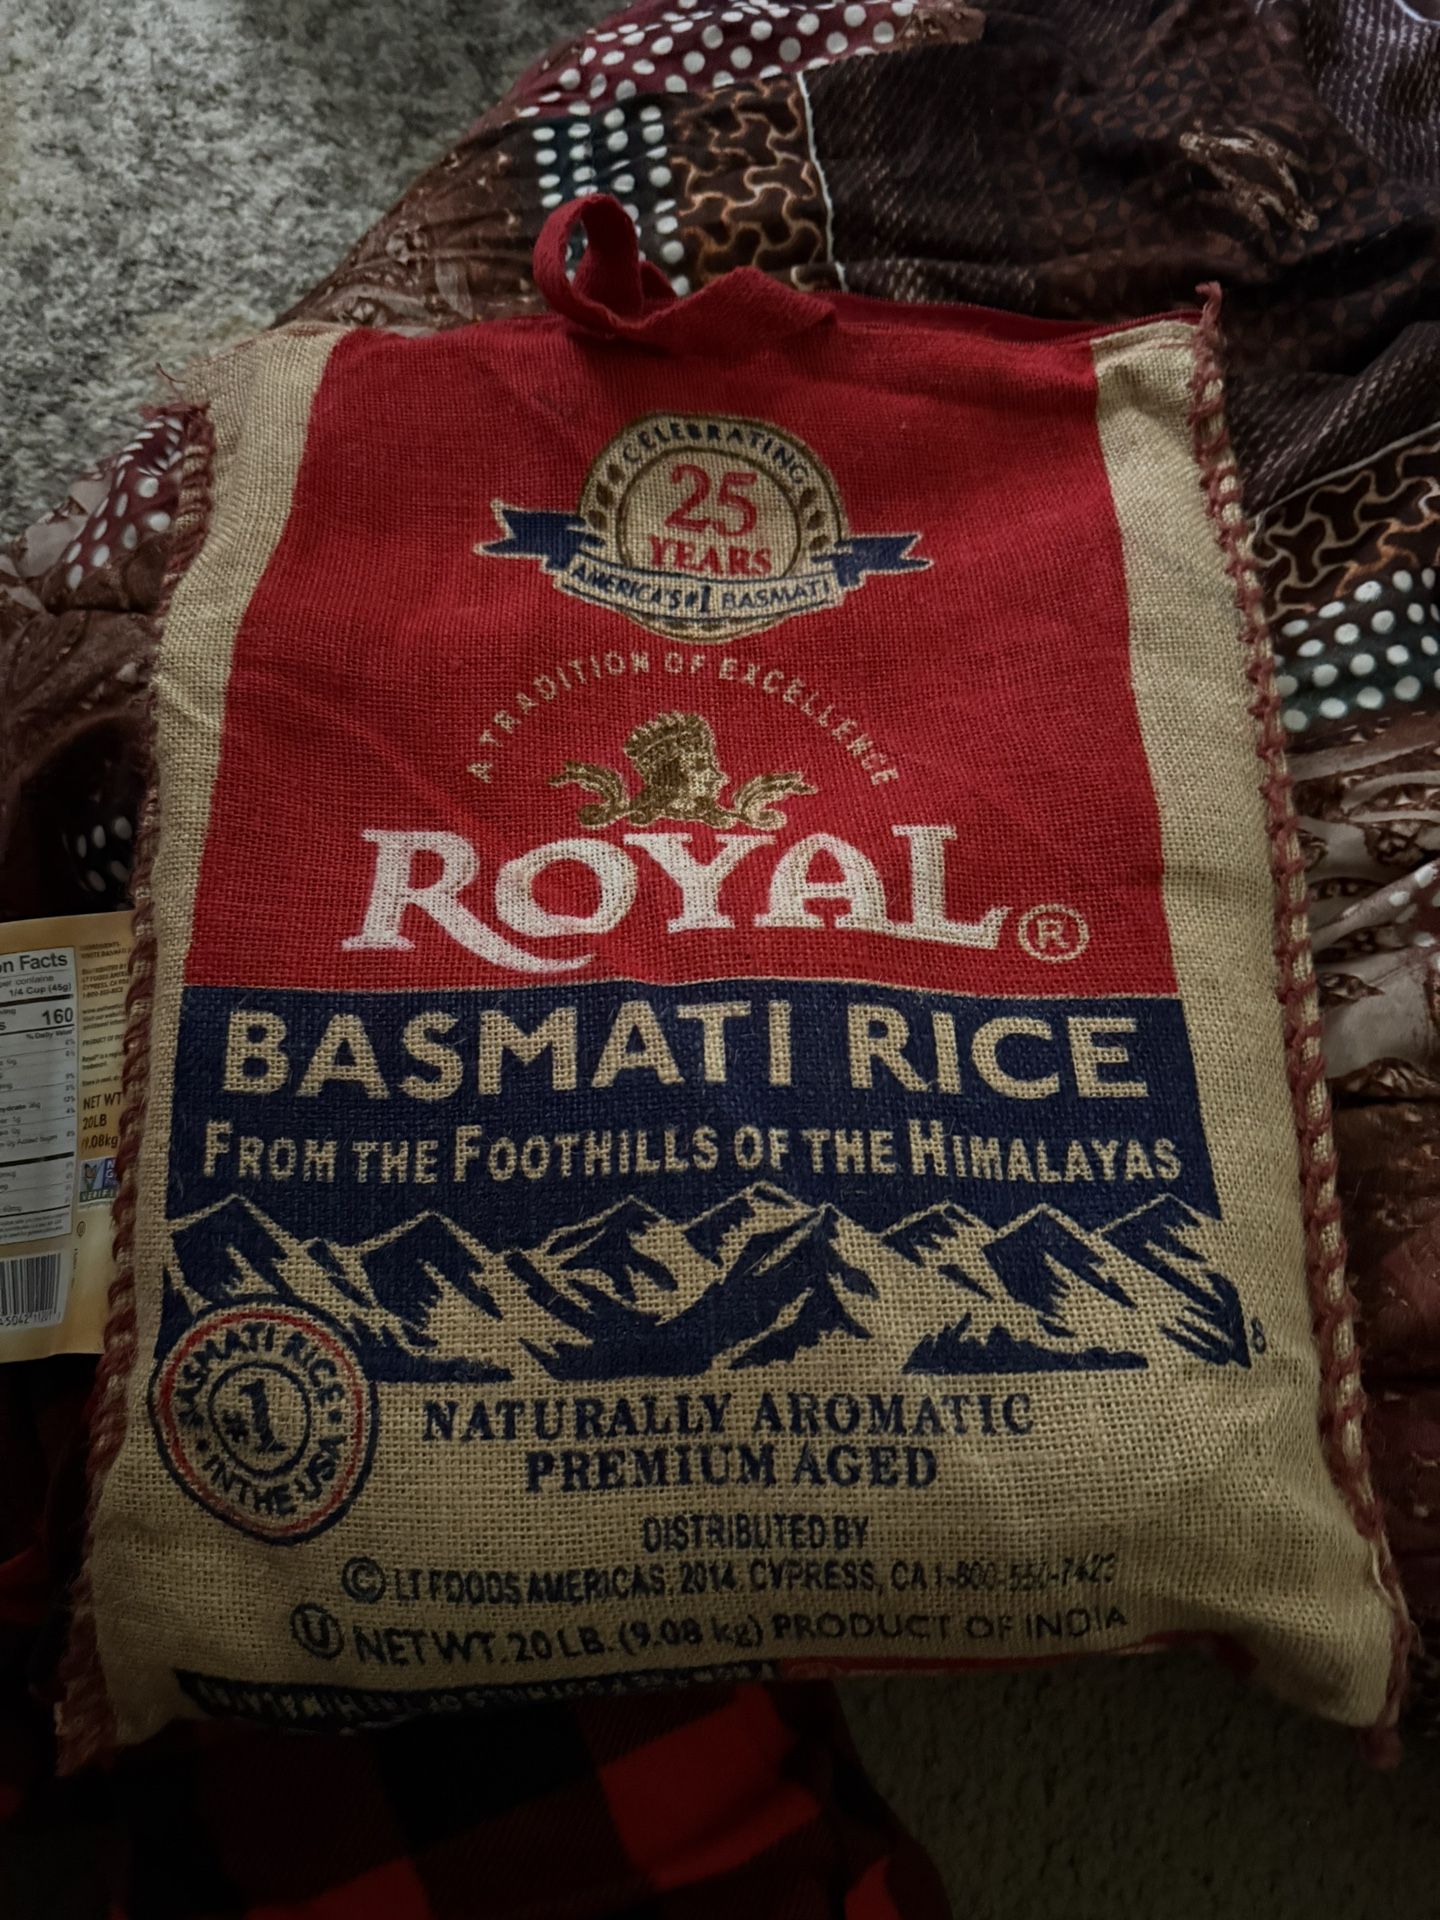 CELEBRATING
25
YEARS
AMERICA'S #1 BASMATI
A TRADITION OF EXCELLENCE
ROYAL®
BASMATI RICE
FROM THE FOOTHILLS OF THE HIMALAYAS
BASMATI RICE
#1
IN THE USA
NATURALLY AROMATIC
PREMIUM AGED
DISTRIBUTED BY
© LT FOODS AMERICAS, 2014, CYPRESS, CA
U NET WT. 20 LB. (9.08 kg) PRODUCT OF INDIA
on Facts
1/4 Cup (45g)
160
% Daily Value
NET WT
20LB
(9.08kg)